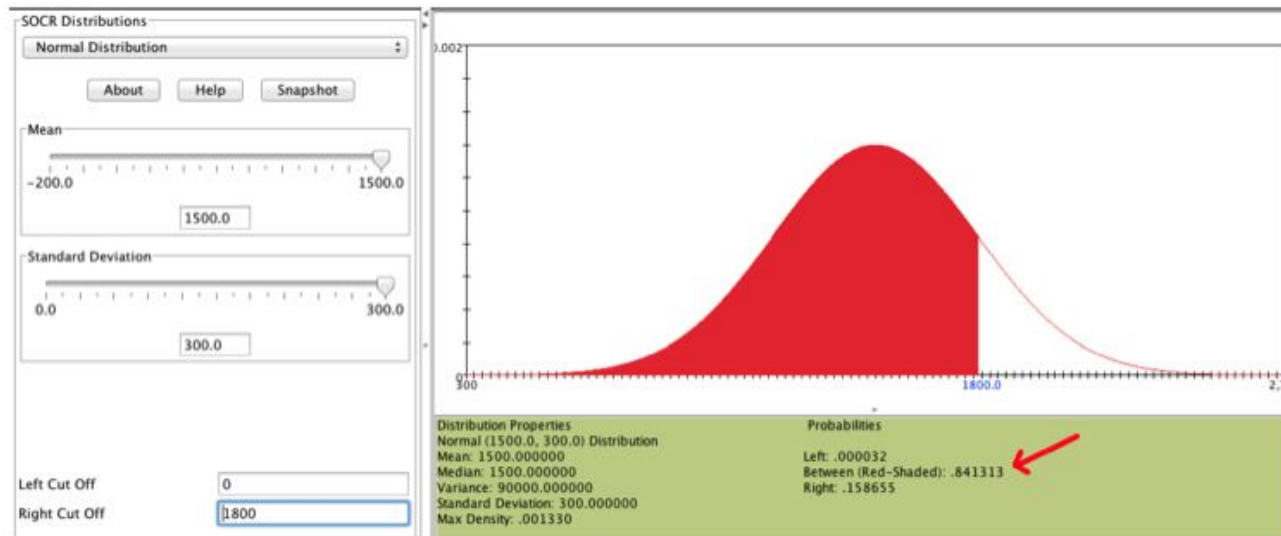 SOCR Distributions
Normal Distribution
About Help Snapshot
Mean
-200.0 1500.0
1500.0
Standard Deviation
0.0 300.0
300.0
Left Cut Off 0
Right Cut Off 1800
0.002
0
300 1800.0 2,
Distribution Properties
Normal (1500.0, 300.0) Distribution
Mean: 1500.000000
Median: 1500.000000
Variance: 90000.000000
Standard Deviation: 300.000000
Max Density: .001330
Probabilities
Left: .000032
Between (Red-Shaded): .841313
Right: .158655